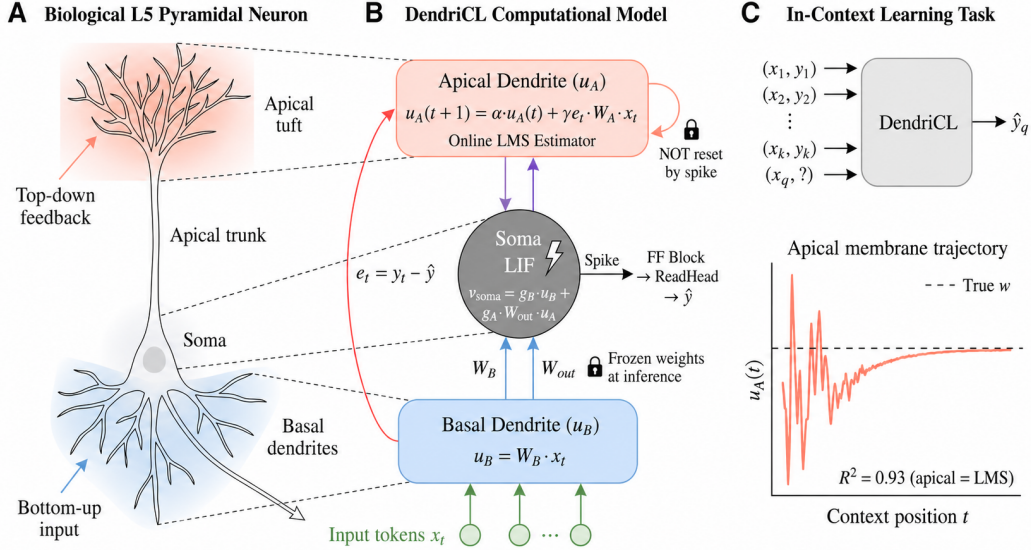 A Biological L5 Pyramidal Neuron
Apical
tuft
Top-down
feedback
Apical trunk
Soma
Basal
dendrites
Bottom-up
input
B DendriCL Computational Model
Apical Dendrite (u_A)
u_A(t + 1) = α·u_A(t) + γe_t·W_A·x_t
Online LMS Estimator
NOT reset
by spike
e_t = y_t − ŷ
Soma
LIF
v_soma = g_B·u_B +
g_A·W_out·u_A
Spike
FF Block
→ ReadHead
→ ŷ
W_B
W_out
Frozen weights
at inference
Basal Dendrite (u_B)
u_B = W_B·x_t
Input tokens x_t
...
C In-Context Learning Task
(x_1, y_1)
(x_2, y_2)
⋮
(x_k, y_k)
(x_q, ?)
DendriCL
ŷ_q
Apical membrane trajectory
True w
u_A(t)
R² = 0.93 (apical = LMS)
Context position t